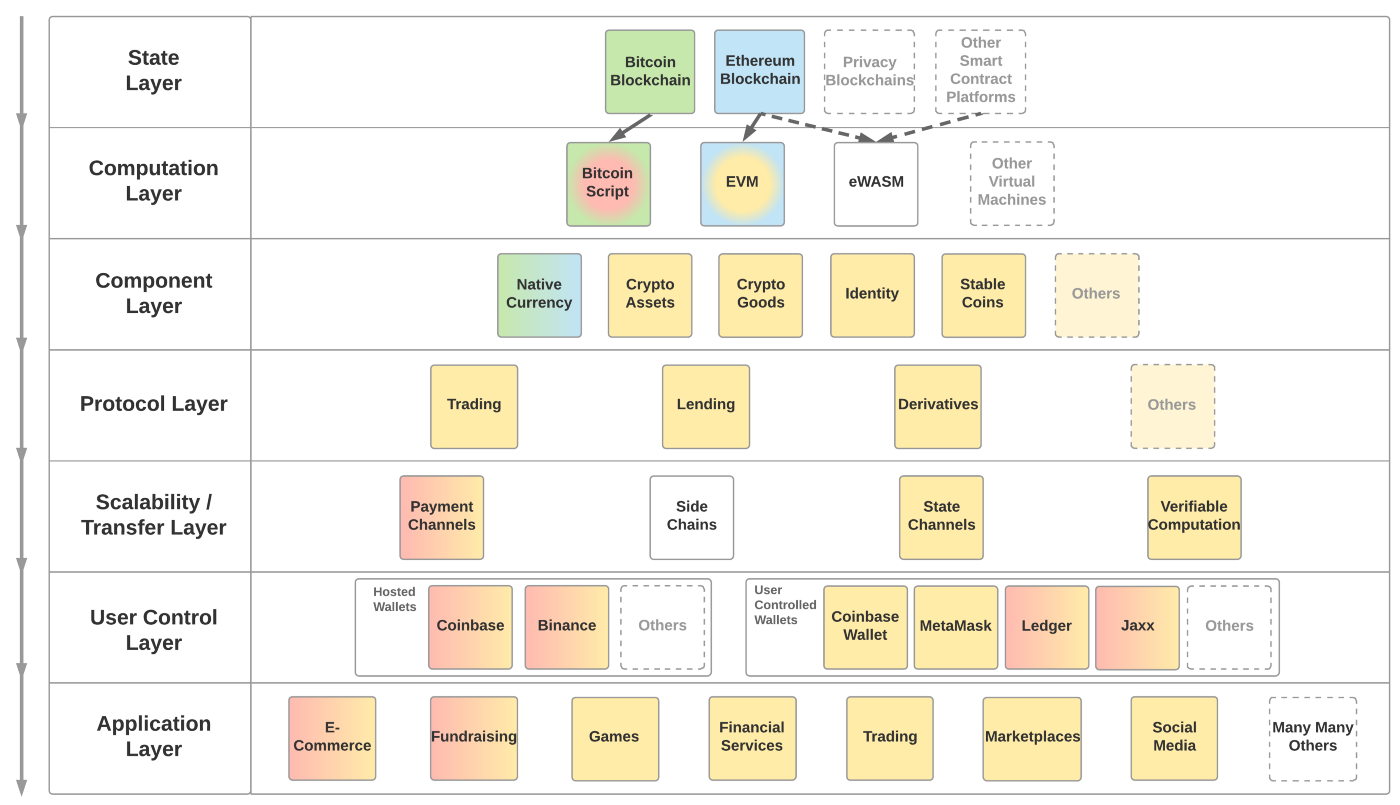 State
Layer
Bitcoin
Blockchain
Ethereum
Blockchain
Privacy
Blockchains
Other
Smart
Contract
Platforms
Computation
Layer
Bitcoin
Script
EVM
eWASM
Other
Virtual
Machines
Component
Layer
Native
Currency
Crypto
Assets
Crypto
Goods
Identity
Stable
Coins
Others
Protocol Layer
Trading
Lending
Derivatives
Others
Scalability /
Transfer Layer
Payment
Channels
Side
Chains
State
Channels
Verifiable
Computation
User Control
Layer
Hosted
Wallets
Coinbase
Binance
Others
User
Controlled
Wallets
Coinbase
Wallet
MetaMask
Ledger
Jaxx
Others
Application
Layer
E-
Commerce
Fundraising
Games
Financial
Services
Trading
Marketplaces
Social
Media
Many Many
Others